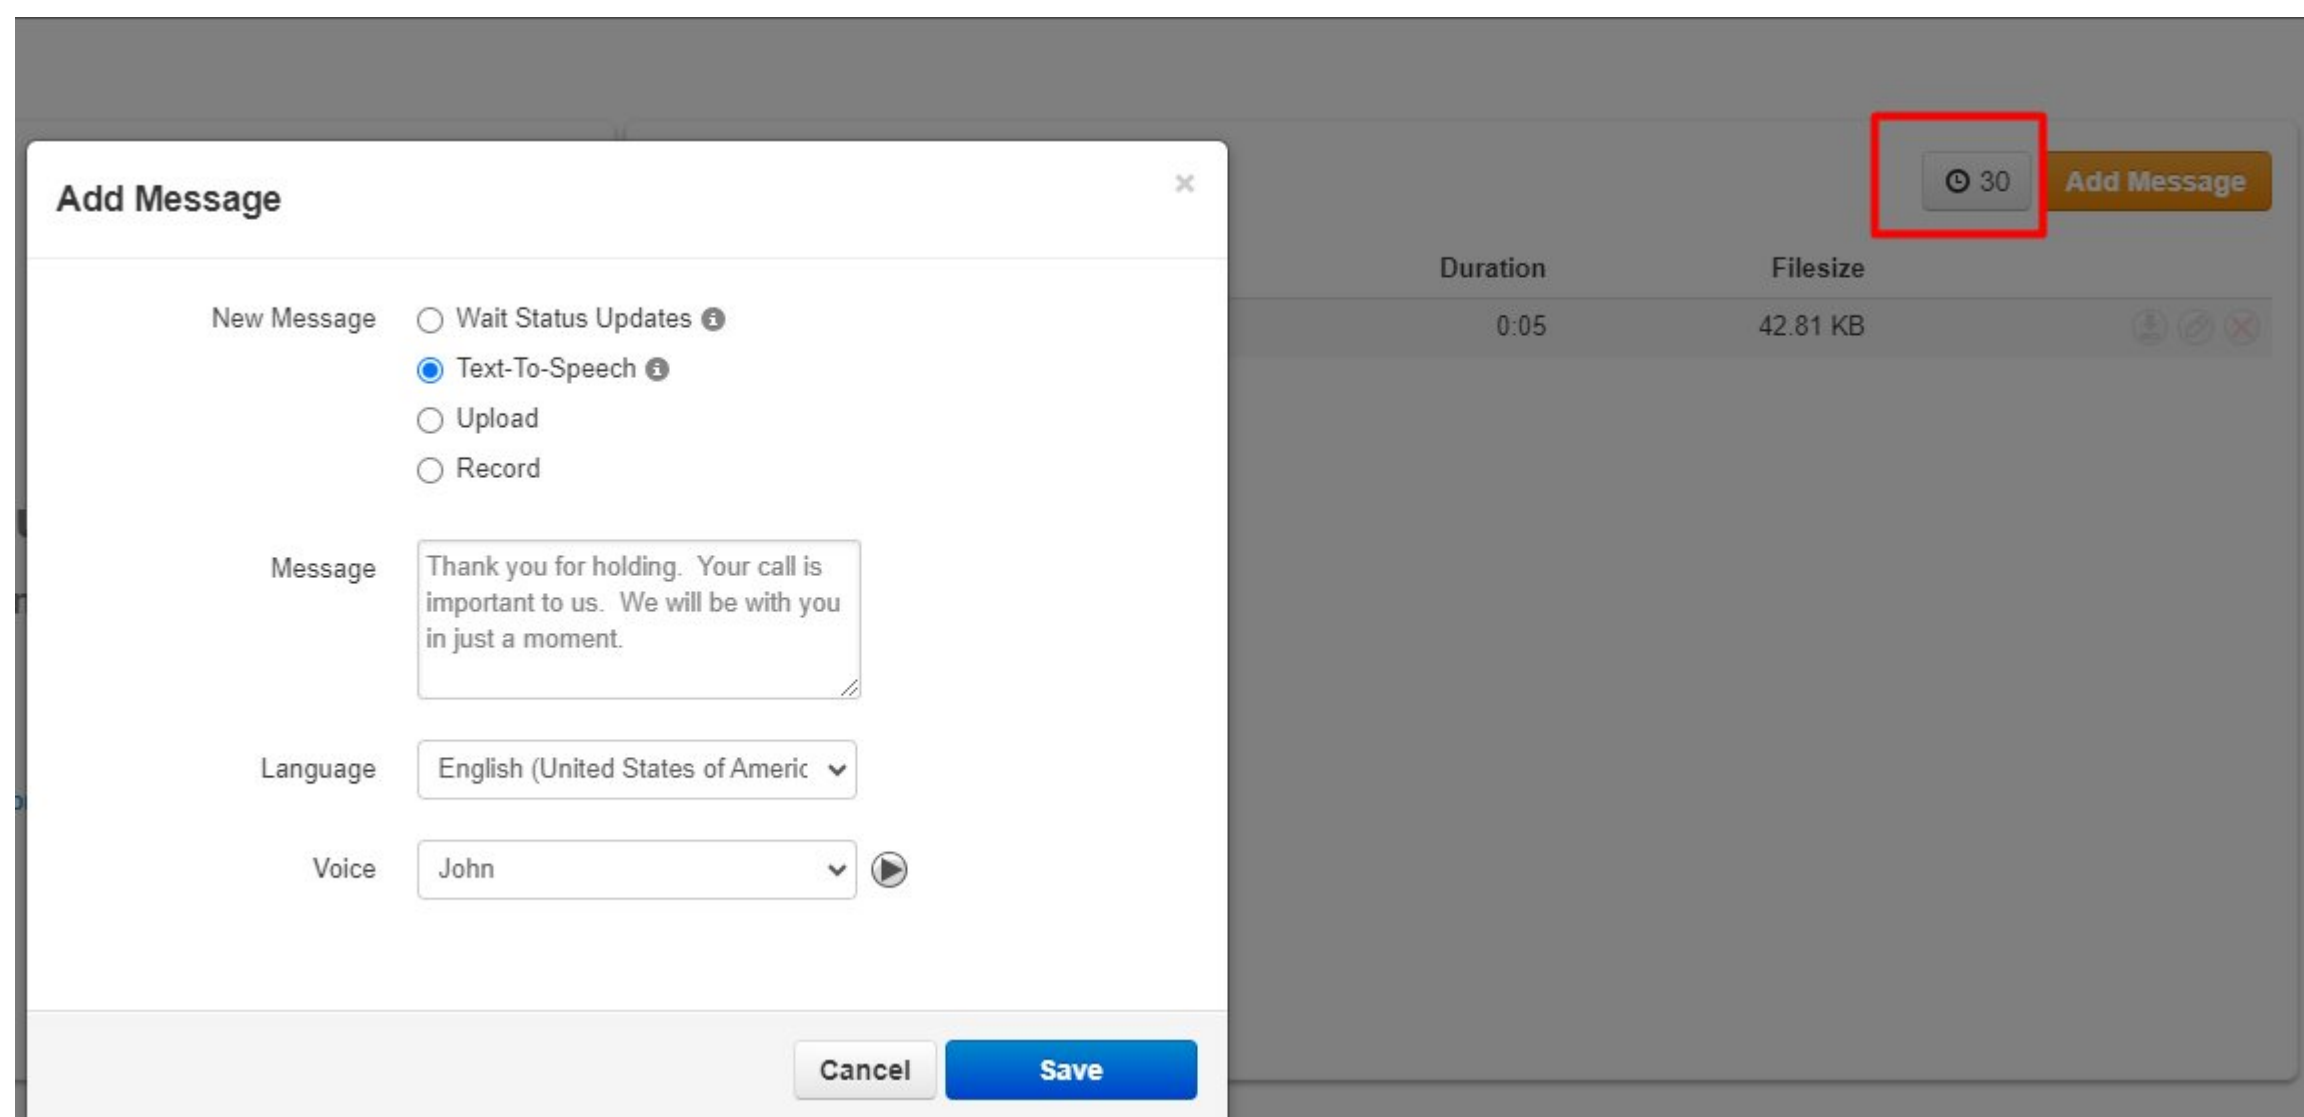 Add Message
×
New Message
Wait Status Updates
Text-To-Speech
Upload
Record
Message
Thank you for holding.  Your call is
important to us.  We will be with you
in just a moment.
Language
English (United States of Americ
Voice
John
Cancel
Save
30
Add Message
Duration
Filesize
0:05
42.81 KB